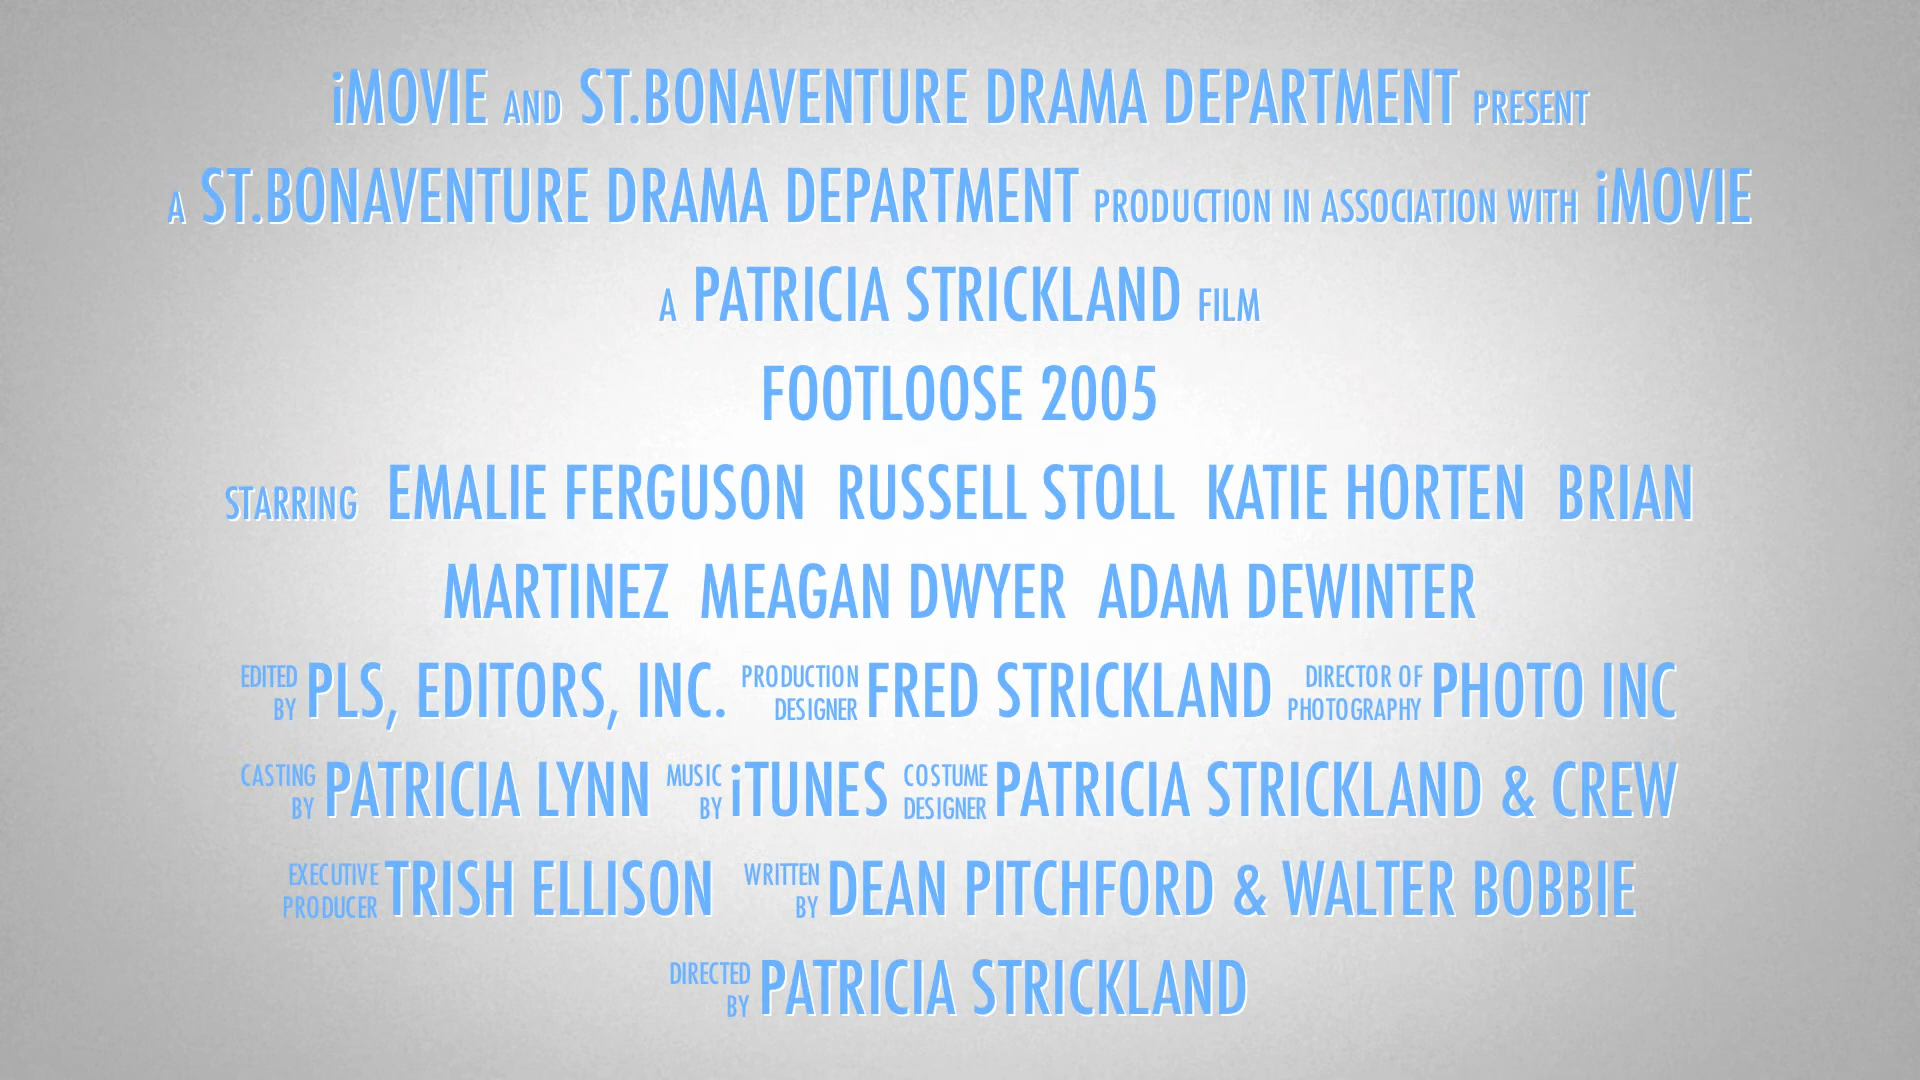 iMOVIE AND ST.BONAVENTURE DRAMA DEPARTMENT PRESENT
A ST.BONAVENTURE DRAMA DEPARTMENT PRODUCTION IN ASSOCIATION WITH iMOVIE
A PATRICIA STRICKLAND FILM
FOOTLOOSE 2005
STARRING EMALIE FERGUSON RUSSELL STOLL KATIE HORTEN BRIAN
MARTINEZ MEAGAN DWYER ADAM DEWINTER
EDITED BY PLS, EDITORS, INC. PRODUCTION DESIGNER FRED STRICKLAND DIRECTOR OF PHOTOGRAPHY PHOTO INC
CASTING BY PATRICIA LYNN MUSIC BY iTUNES COSTUME DESIGNER PATRICIA STRICKLAND & CREW
EXECUTIVE PRODUCER TRISH ELLISON WRITTEN BY DEAN PITCHFORD & WALTER BOBBIE
DIRECTED BY PATRICIA STRICKLAND